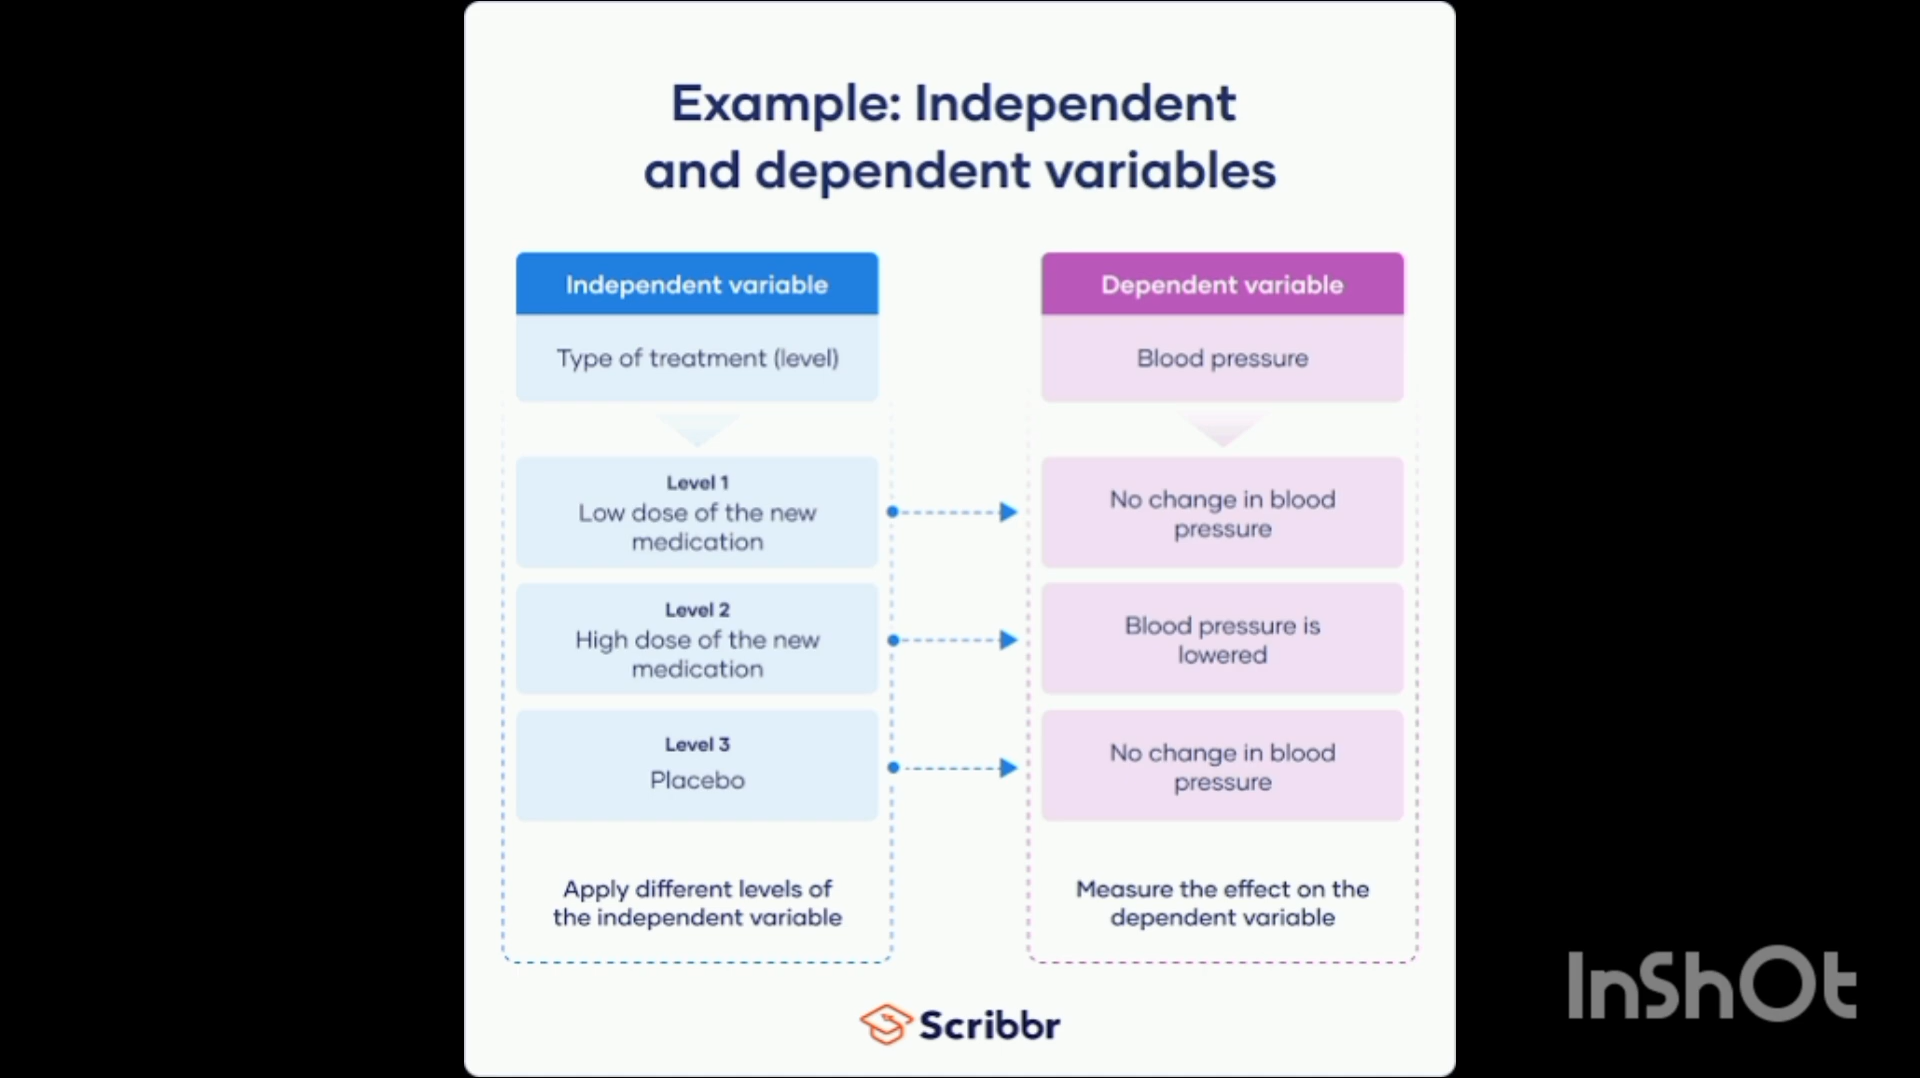 Example: Independent
and dependent variables
Independent variable
Type of treatment (level)
Level 1
Low dose of the new
medication
Level 2
High dose of the new
medication
Level 3
Placebo
Apply different levels of
the independent variable
Dependent variable
Blood pressure
No change in blood
pressure
Blood pressure is
lowered
No change in blood
pressure
Measure the effect on the
dependent variable
Scribbr
InShOt